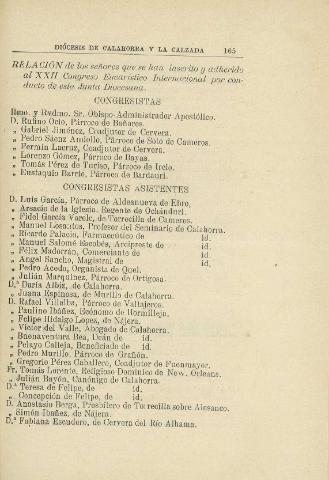 DIÓCESIS DE CALAHORRA Y LA CALZADA 165
RELACIÓN de los señores que se han inscrito y adherido
al XXII Congreso Eucarístico Internacional por con-
ducto de esta Junta Diocesana.
CONGRESISTAS
Ilmo. y Rvdmo. Sr. Obispo-Administrador Apostólico.
D. Rufino Ocio, Párroco de Bañares.
„ Gabriel Jiménez, Coadjutor de Cervera.
„ Pedro Sáenz Andollo, Párroco de Soto de Cameros.
„ Fermín Lacruz, Coadjutor de Cervera.
„ Lorenzo Gómez, Párroco de Bayas.
„ Tomás Pérez de Turiso, Párroco de Ircio.
„ Eustaquio Barrio, Párroco de Bardauri.
CONGRESISTAS ASISTENTES
D. Luis García, Párroco de Aldeanueva de Ebro,
„ Arsacio de la Iglesia, Regente de Ochánduri.
„ Fidel García Varele, de Torrecilla de Cameros.
„ Manuel Losantos, Profesor del Seminario de Calahorra.
„ Ricardo Palacio, Farmacéutico de id.
„ Manuel Salomé Escobés, Arcipreste de id.
„ Félix Madorrán, Comerciante de id.
„ Angel Sancho, Magistral de id.
„ Pedro Acedo, Organista de Quel.
„ Julián Marquínez, Párroco de Ortigosa.
D.ª Daría Albiz, de Calahorra.
„ Juana Espinosa, de Murillo de Calahorra.
D. Rafael Villalba, Párroco de Valtajeros.
„ Paulino Ibáñez, Ecónomo de Hormilleja.
„ Felipe Hidalgo Lopez, de Nájera.
„ Víctor del Valle, Abogado de Calahorra.
„ Buenaventura Bea, Deán de id.
„ Pelayo Calleja, Beneficiado de id.
„ Pedro Murillo, Párroco de Grañón.
„ Gregorio Pérez Caballero, Coadjutor de Fuenmayor.
Fr. Tomás Lorente, Religioso Dominico de New. Orleans.
„ Julián Bayón, Canónigo de Calahorra.
D.ª Teresa de Felipe, de id.
„ Concepción de Felipe, de id.
D. Anastasio Berga, Presbítero de Torrecilla sobre Alesanco.
„ Simón Ibáñez, de Nájera.
D.ª Fabiana Escudero, de Cervera del Río Alhama.